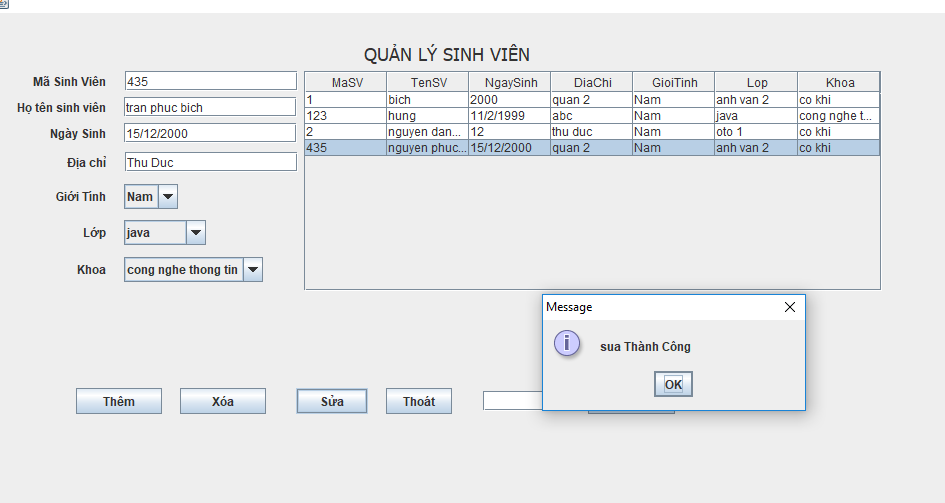 QUẢN LÝ SINH VIÊN
Mã Sinh Viên 435
Họ tên sinh viên tran phuc bich
Ngày Sinh 15/12/2000
Địa chỉ Thu Duc
Giới Tính Nam
Lớp java
Khoa cong nghe thong tin
MaSV TenSV NgaySinh DiaChi GioiTinh Lop Khoa
1 bich 2000 quan 2 Nam anh van 2 co khi
123 hung 11/2/1999 abc Nam java cong nghe t...
2 nguyen dan... 12 thu duc Nam oto 1 co khi
435 nguyen phuc... 15/12/2000 quan 2 Nam anh van 2 co khi
Message
i
sua Thành Công
OK
Thêm Xóa Sửa Thoát